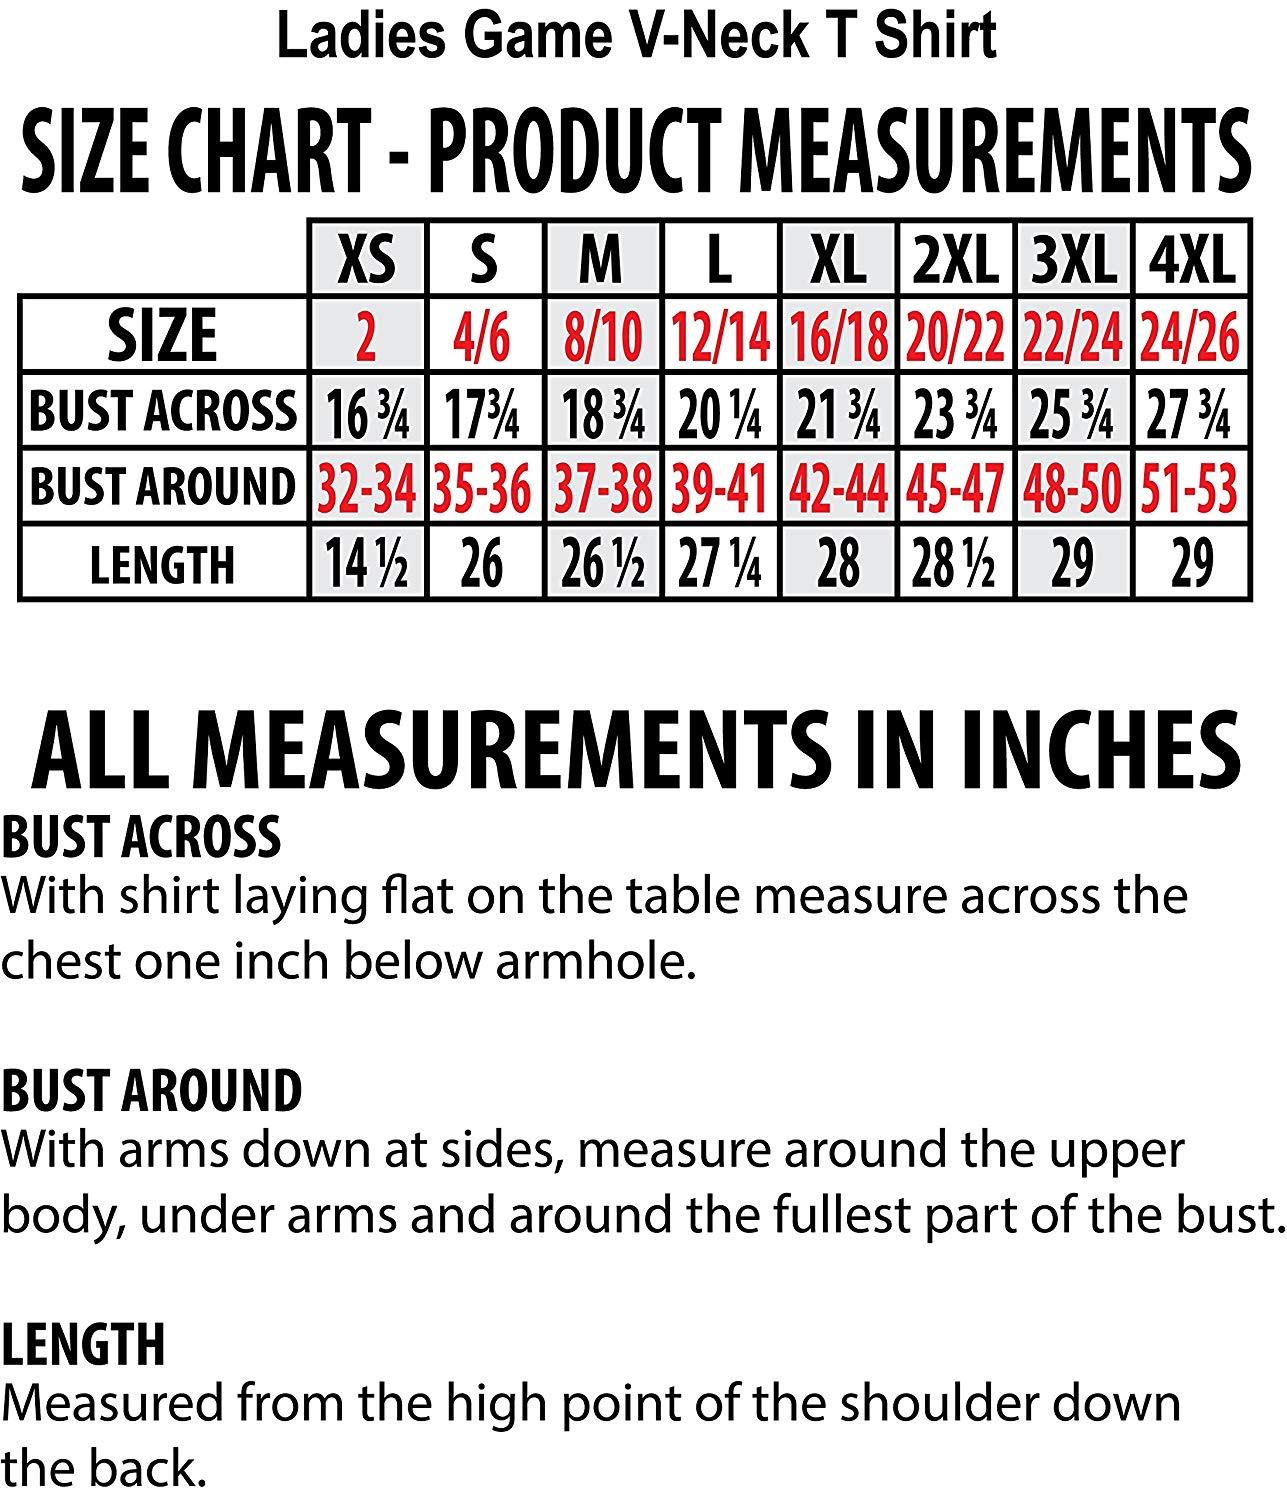 Ladies Game V-Neck T Shirt
SIZE CHART - PRODUCT MEASUREMENTS
XS S M L XL 2XL 3XL 4XL
SIZE 2 4/6 8/10 12/14 16/18 20/22 22/24 24/26
BUST ACROSS 16 ¾ 17¾ 18 ¾ 20 ¼ 21 ¾ 23 ¾ 25 ¾ 27 ¾
BUST AROUND 32-34 35-36 37-38 39-41 42-44 45-47 48-50 51-53
LENGTH 14 ½ 26 26 ½ 27 ¼ 28 28 ½ 29 29
ALL MEASUREMENTS IN INCHES
BUST ACROSS
With shirt laying flat on the table measure across the
chest one inch below armhole.
BUST AROUND
With arms down at sides, measure around the upper
body, under arms and around the fullest part of the bust.
LENGTH
Measured from the high point of the shoulder down
the back.